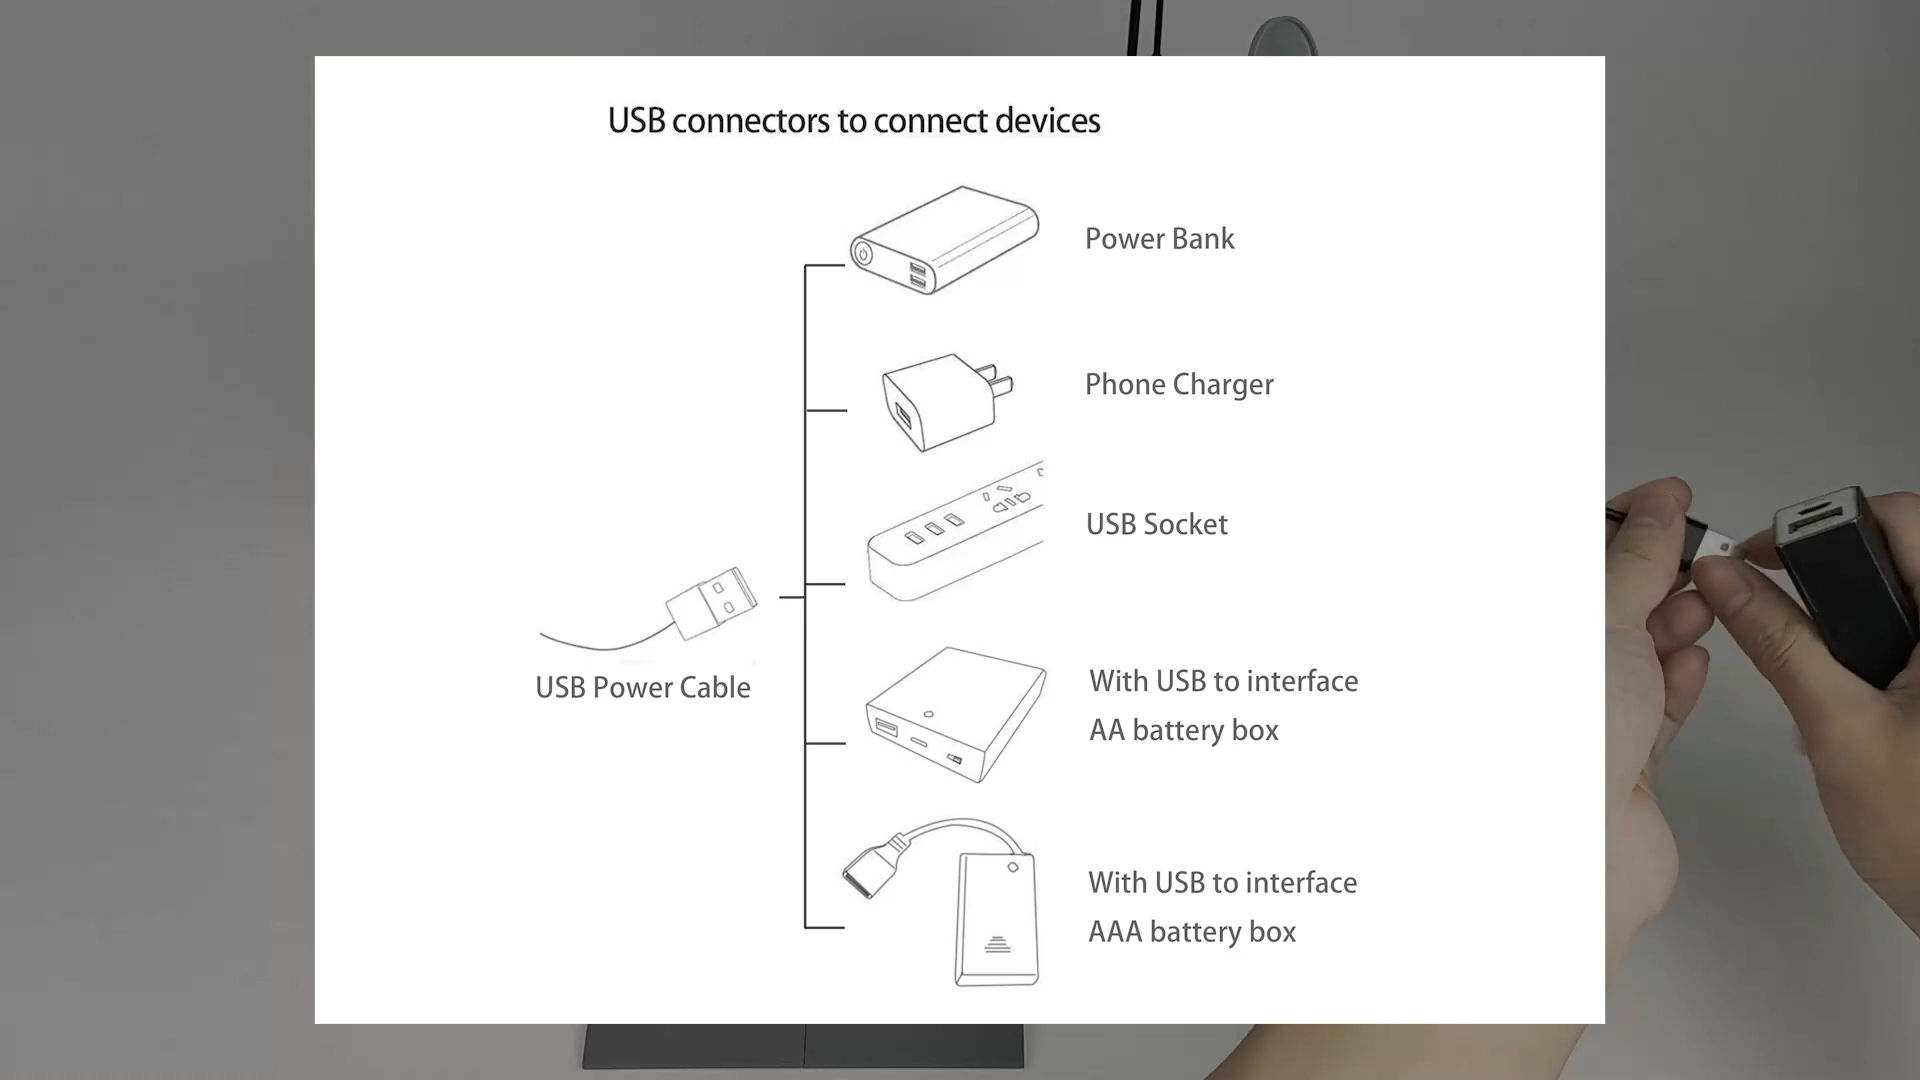 USB connectors to connect devices
Power Bank
Phone Charger
USB Socket
USB Power Cable
With USB to interface
AA battery box
With USB to interface
AAA battery box